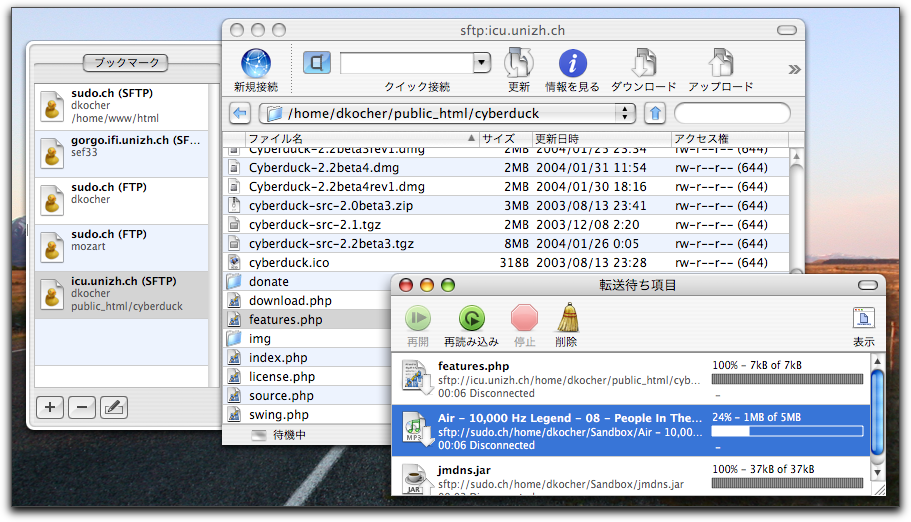 sftp:icu.unizh.ch
ブックマーク
sudo.ch (SFTP)
dkocher
/home/www/html
gorgo.ifi.unizh.ch (SF...
sef33
sudo.ch (FTP)
dkocher
sudo.ch (FTP)
mozart
icu.unizh.ch (SFTP)
dkocher
public_html/cyberduck
新規接続 クイック接続 更新 情報を見る ダウンロード アップロード
/home/dkocher/public_html/cyberduck
ファイル名 サイズ 更新日時 アクセス権
Cyberduck-2.2beta3rev1.dmg 2MB 2004/01/25 23:54 rw-r--r-- (644)
Cyberduck-2.2beta4.dmg 2MB 2004/01/31 11:54 rw-r--r-- (644)
Cyberduck-2.2beta4rev1.dmg 2MB 2004/01/30 18:16 rw-r--r-- (644)
cyberduck-src-2.0beta3.zip 3MB 2003/08/13 23:41 rw-r--r-- (644)
cyberduck-src-2.1.tgz 2MB 2003/12/08 2:20 rw-r--r-- (644)
cyberduck-src-2.2beta3.tgz 8MB 2004/01/26 0:05 rw-r--r-- (644)
cyberduck.ico 318B 2003/08/13 23:28 rw-r--r-- (644)
donate
download.php
features.php
img
index.php
license.php
source.php
swing.php
待機中
転送待ち項目
再開 再読み込み 停止 削除 表示
features.php
100% – 7kB of 7kB
sftp://icu.unizh.ch/home/dkocher/public_html/cyb...
00:06 Disconnected
–
Air – 10,000 Hz Legend – 08 – People In The...
24% – 1MB of 5MB
sftp://sudo.ch/home/dkocher/Sandbox/Air – 10,00...
00:06 Disconnected
–
MP3
jmdns.jar
100% – 37kB of 37kB
sftp://sudo.ch/home/dkocher/Sandbox/jmdns.jar
JAR